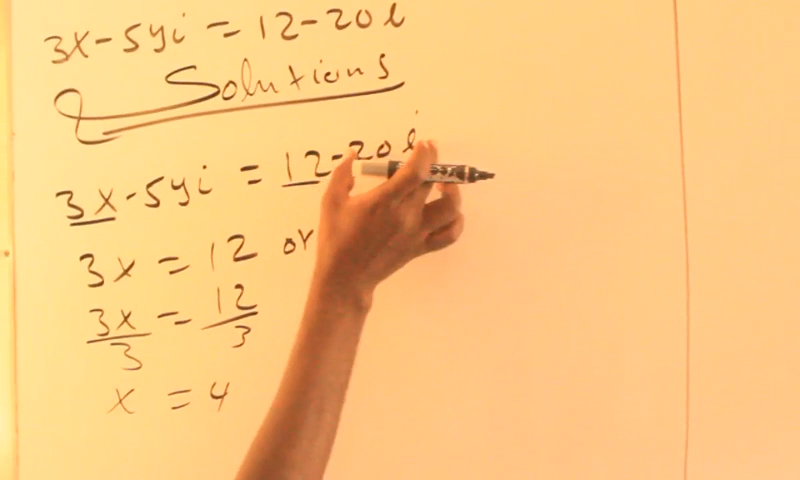 3x-5yi = 12-20i
Solutions
3x-5yi = 12-20i
3x = 12 or
3x/3 = 12/3
x = 4